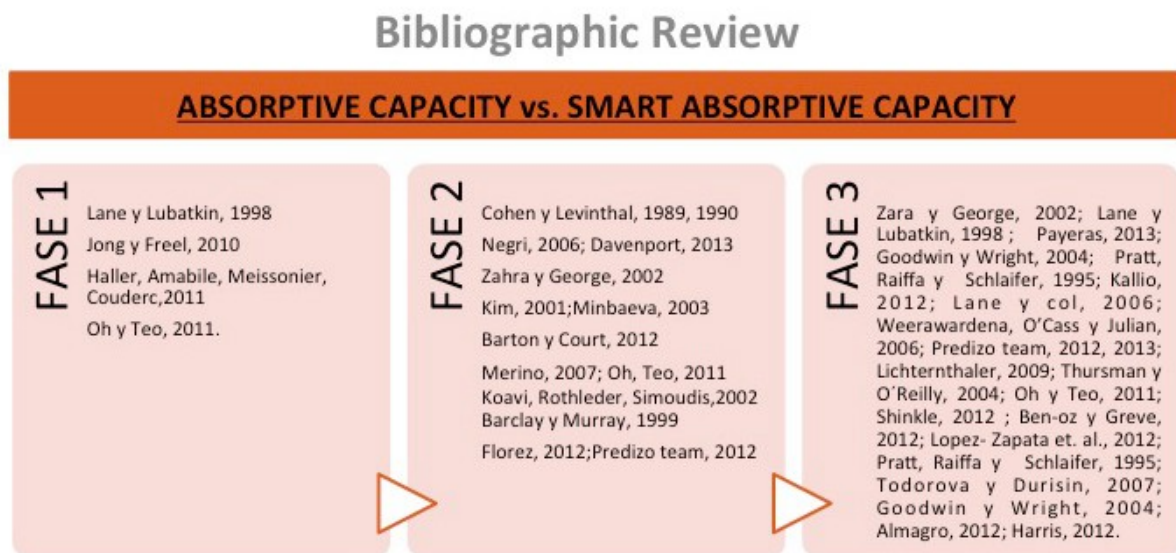 Bibliographic Review
ABSORPTIVE CAPACITY vs. SMART ABSORPTIVE CAPACITY
FASE 1
Lane y Lubatkin, 1998
Jong y Freel, 2010
Haller, Amabile, Meissonier,
Couderc,2011
Oh y Teo, 2011.
FASE 2
Cohen y Levinthal, 1989, 1990
Negri, 2006; Davenport, 2013
Zahra y George, 2002
Kim, 2001;Minbaeva, 2003
Barton y Court, 2012
Merino, 2007; Oh, Teo, 2011
Koavi, Rothleder, Simoudis,2002
Barclay y Murray, 1999
Florez, 2012;Predizo team, 2012
FASE 3
Zara y George, 2002; Lane y
Lubatkin, 1998 ; Payeras, 2013;
Goodwin y Wright, 2004; Pratt,
Raiffa y Schlaifer, 1995; Kallio,
2012; Lane y col, 2006;
Weerawardena, O'Cass y Julian,
2006; Predizo team, 2012, 2013;
Lichternthaler, 2009; Thursman y
O´Reilly, 2004; Oh y Teo, 2011;
Shinkle, 2012 ; Ben-oz y Greve,
2012; Lopez- Zapata et. al., 2012;
Pratt, Raiffa y Schlaifer, 1995;
Todorova y Durisin, 2007;
Goodwin y Wright, 2004;
Almagro, 2012; Harris, 2012.